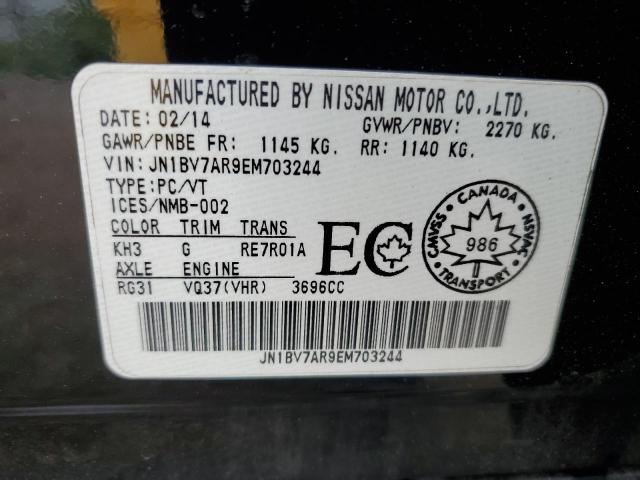 MANUFACTURED BY NISSAN MOTOR CO.,LTD.
DATE: 02/14 GVWR/PNBV: 2270 KG.
GAWR/PNBE FR: 1145 KG. RR: 1140 KG.
VIN: JN1BV7AR9EM703244
TYPE: PC/VT
ICES/NMB-002
COLOR TRIM TRANS
KH3 G RE7R01A
AXLE ENGINE
RG31 VQ37(VHR) 3696CC
EC
CMVSS CANADA NSVAC
986
TRANSPORT
JN1BV7AR9EM703244